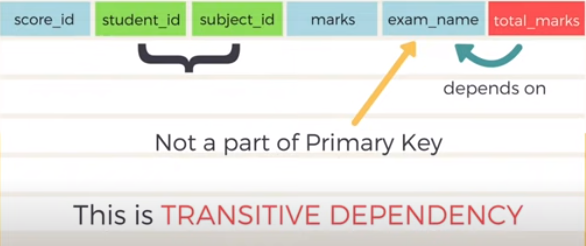 score_id student_id subject_id marks exam_name total_marks
depends on
Not a part of Primary Key
This is TRANSITIVE DEPENDENCY